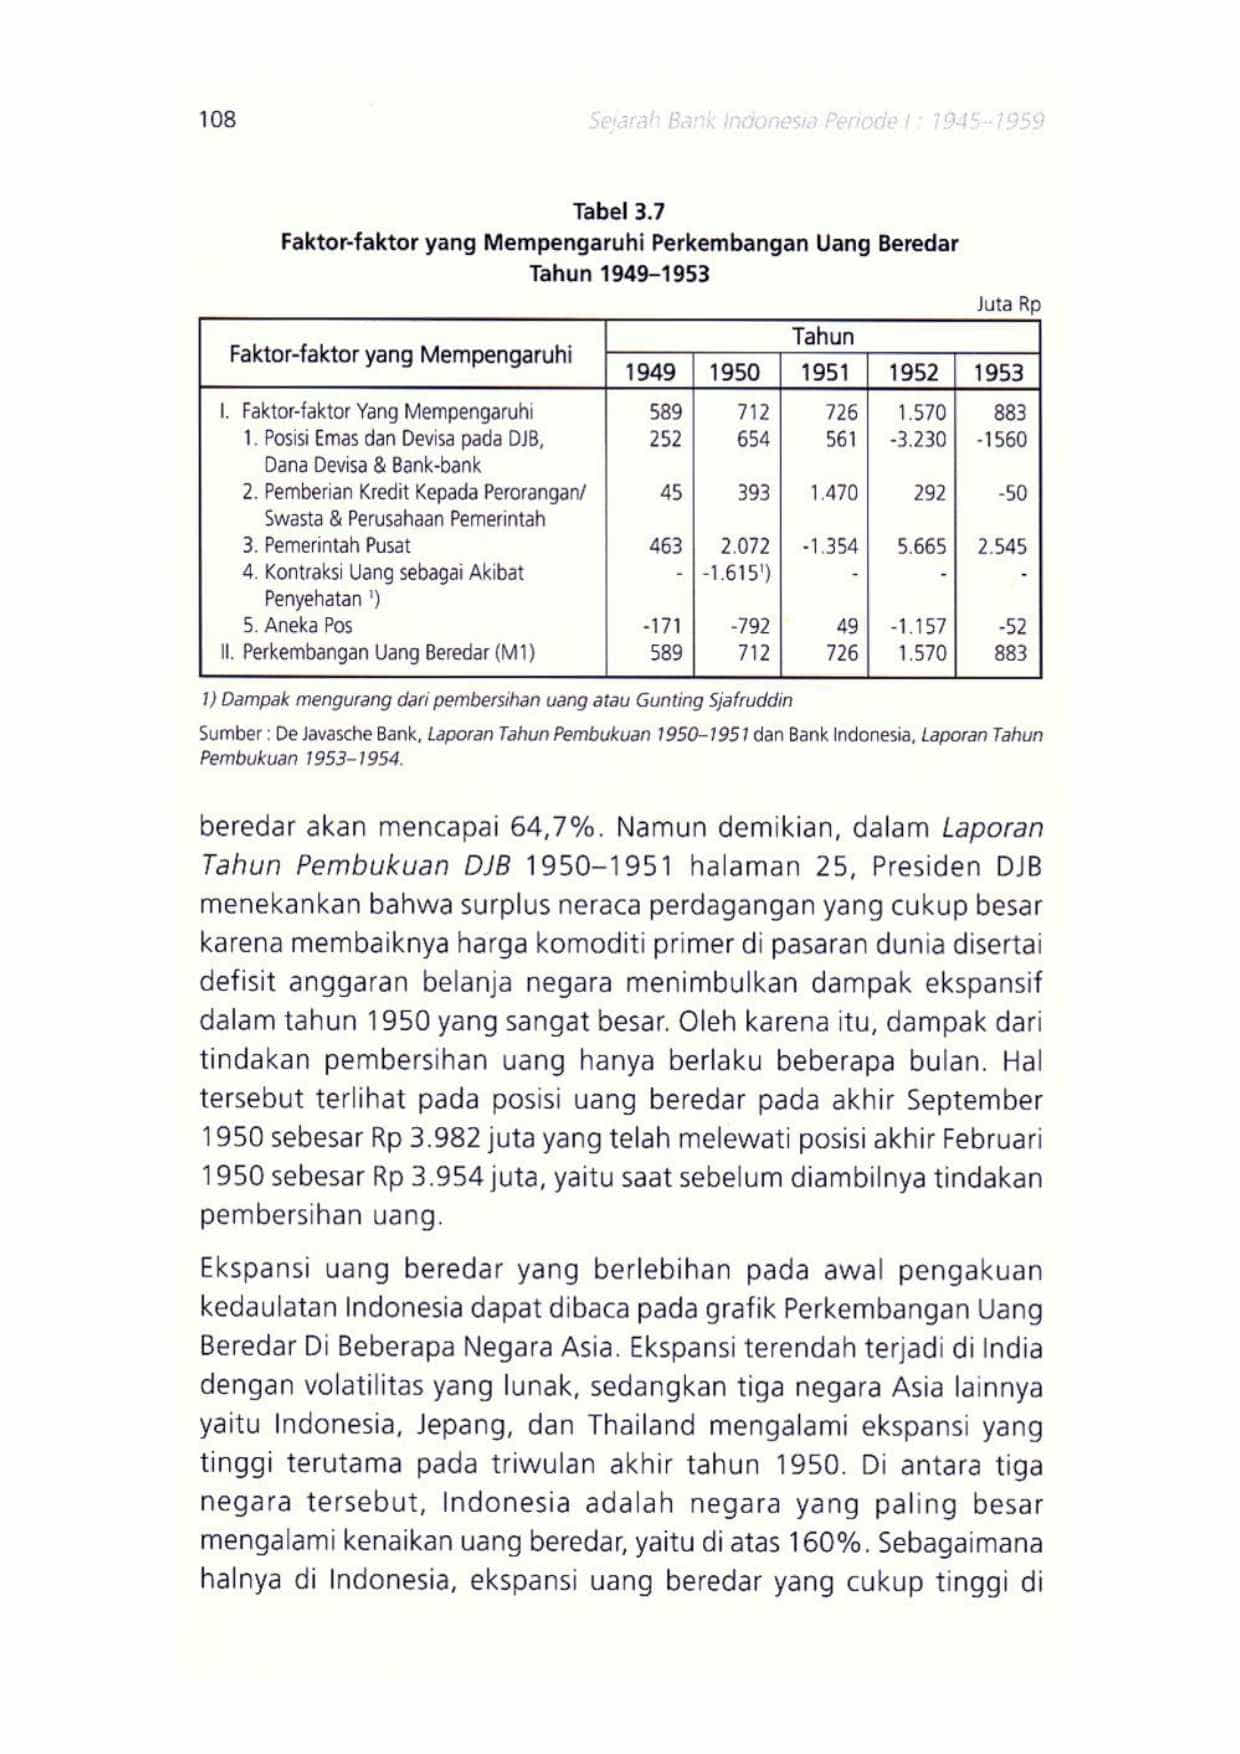 108 Sejarah Bank Indonesia Periode I : 1945–1959
Tabel 3.7
Faktor-faktor yang Mempengaruhi Perkembangan Uang Beredar
Tahun 1949–1953
Juta Rp
Faktor-faktor yang Mempengaruhi Tahun
1949 1950 1951 1952 1953
I. Faktor-faktor Yang Mempengaruhi 589 712 726 1.570 883
1. Posisi Emas dan Devisa pada DJB, 252 654 561 -3.230 -1560
Dana Devisa & Bank-bank
2. Pemberian Kredit Kepada Perorangan/ 45 393 1.470 292 -50
Swasta & Perusahaan Pemerintah
3. Pemerintah Pusat 463 2.072 -1.354 5.665 2.545
4. Kontraksi Uang sebagai Akibat - -1.615¹) - - -
Penyehatan ¹)
5. Aneka Pos -171 -792 49 -1.157 -52
II. Perkembangan Uang Beredar (M1) 589 712 726 1.570 883
1) Dampak mengurang dari pembersihan uang atau Gunting Sjafruddin
Sumber : De Javasche Bank, Laporan Tahun Pembukuan 1950–1951 dan Bank Indonesia, Laporan Tahun
Pembukuan 1953–1954.
beredar akan mencapai 64,7%. Namun demikian, dalam Laporan
Tahun Pembukuan DJB 1950–1951 halaman 25, Presiden DJB
menekankan bahwa surplus neraca perdagangan yang cukup besar
karena membaiknya harga komoditi primer di pasaran dunia disertai
defisit anggaran belanja negara menimbulkan dampak ekspansif
dalam tahun 1950 yang sangat besar. Oleh karena itu, dampak dari
tindakan pembersihan uang hanya berlaku beberapa bulan. Hal
tersebut terlihat pada posisi uang beredar pada akhir September
1950 sebesar Rp 3.982 juta yang telah melewati posisi akhir Februari
1950 sebesar Rp 3.954 juta, yaitu saat sebelum diambilnya tindakan
pembersihan uang.
Ekspansi uang beredar yang berlebihan pada awal pengakuan
kedaulatan Indonesia dapat dibaca pada grafik Perkembangan Uang
Beredar Di Beberapa Negara Asia. Ekspansi terendah terjadi di India
dengan volatilitas yang lunak, sedangkan tiga negara Asia lainnya
yaitu Indonesia, Jepang, dan Thailand mengalami ekspansi yang
tinggi terutama pada triwulan akhir tahun 1950. Di antara tiga
negara tersebut, Indonesia adalah negara yang paling besar
mengalami kenaikan uang beredar, yaitu di atas 160%. Sebagaimana
halnya di Indonesia, ekspansi uang beredar yang cukup tinggi di